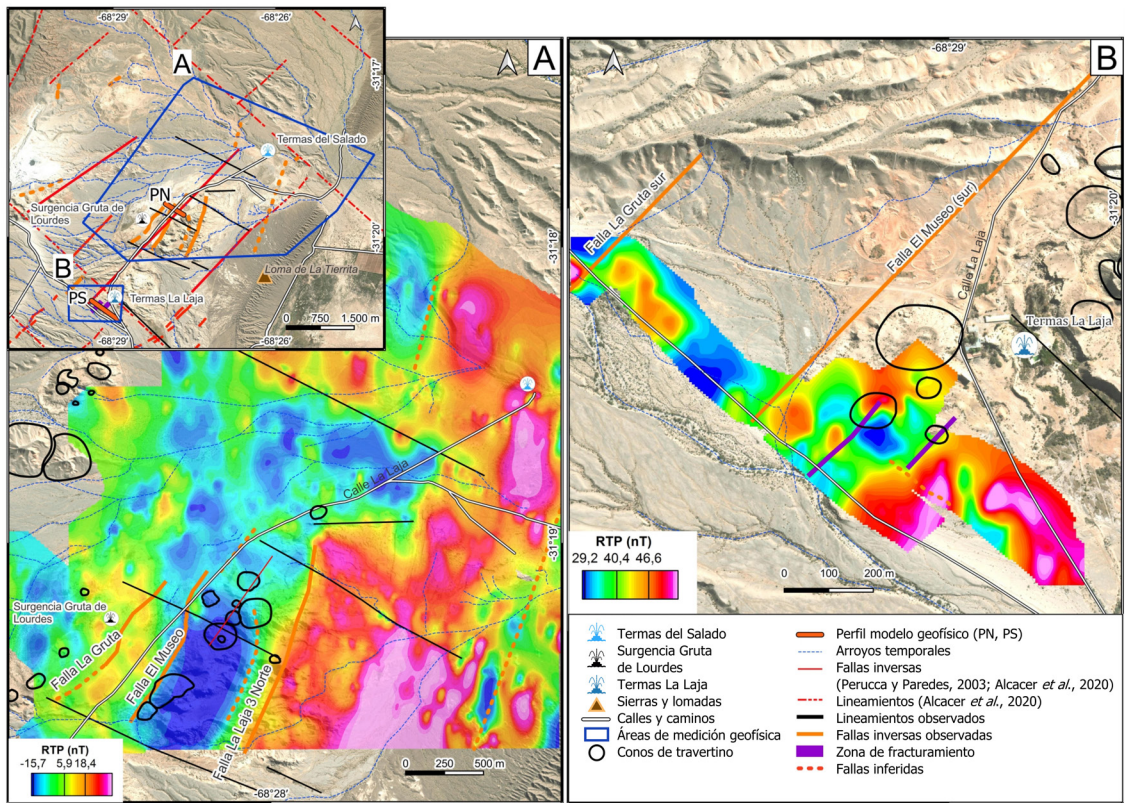 -68°29'
-68°26'
A
-31°17'
Termas del Salado
PN
Surgencia Gruta de
Lourdes
-31°20'
B
Loma de La Tierrita
PS
Termas La Laja
0 750 1.500 m
-68°28'
-68°26'
A
-31°18'
Calle La Laja
-31°19'
Surgencia Gruta de
Lourdes
Falla La Gruta
Falla El Museo
Falla La Laja 3 Norte
RTP (nT)
-15,7 5,9 18,4
0 250 500 m
-68°28'
-68°29'
B
Falla La Gruta sur
Falla El Museo (sur)
-31°20'
Calle La Laja
Termas La Laja
RTP (nT)
29,2 40,4 46,6
0 100 200 m
Termas del Salado
Surgencia Gruta
de Lourdes
Termas La Laja
Sierras y lomadas
Calles y caminos
Áreas de medición geofísica
Conos de travertino
Perfil modelo geofísico (PN, PS)
Arroyos temporales
Fallas inversas
(Perucca y Paredes, 2003; Alcacer et al., 2020)
Lineamientos (Alcacer et al., 2020)
Lineamientos observados
Fallas inversas observadas
Zona de fracturamiento
Fallas inferidas